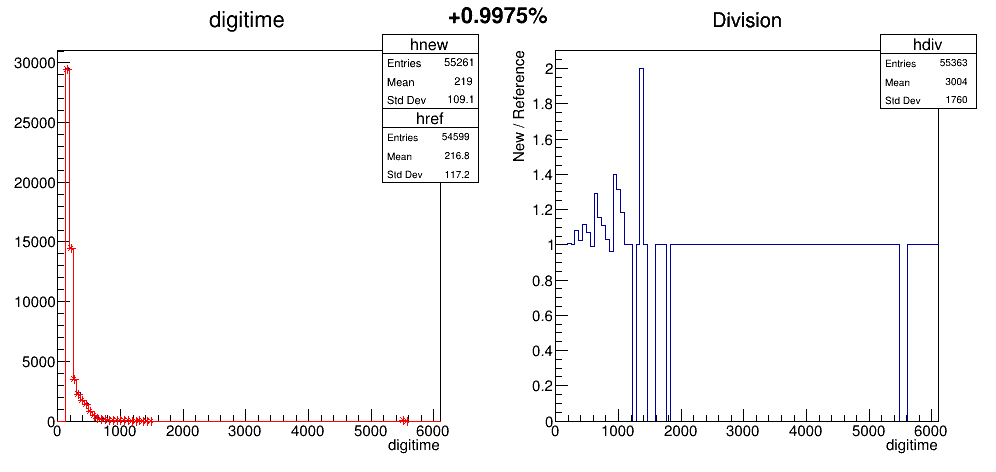 +0.9975%
digitime
hnew
Entries 55261
Mean 219
Std Dev 109.1
href
Entries 54599
Mean 216.8
Std Dev 117.2
30000
25000
20000
15000
10000
5000
0
0 1000 2000 3000 4000 5000 6000
digitime
Division
hdiv
Entries 55363
Mean 3004
Std Dev 1760
New / Reference
2
1.8
1.6
1.4
1.2
1
0.8
0.6
0.4
0.2
0
0 1000 2000 3000 4000 5000 6000
digitime